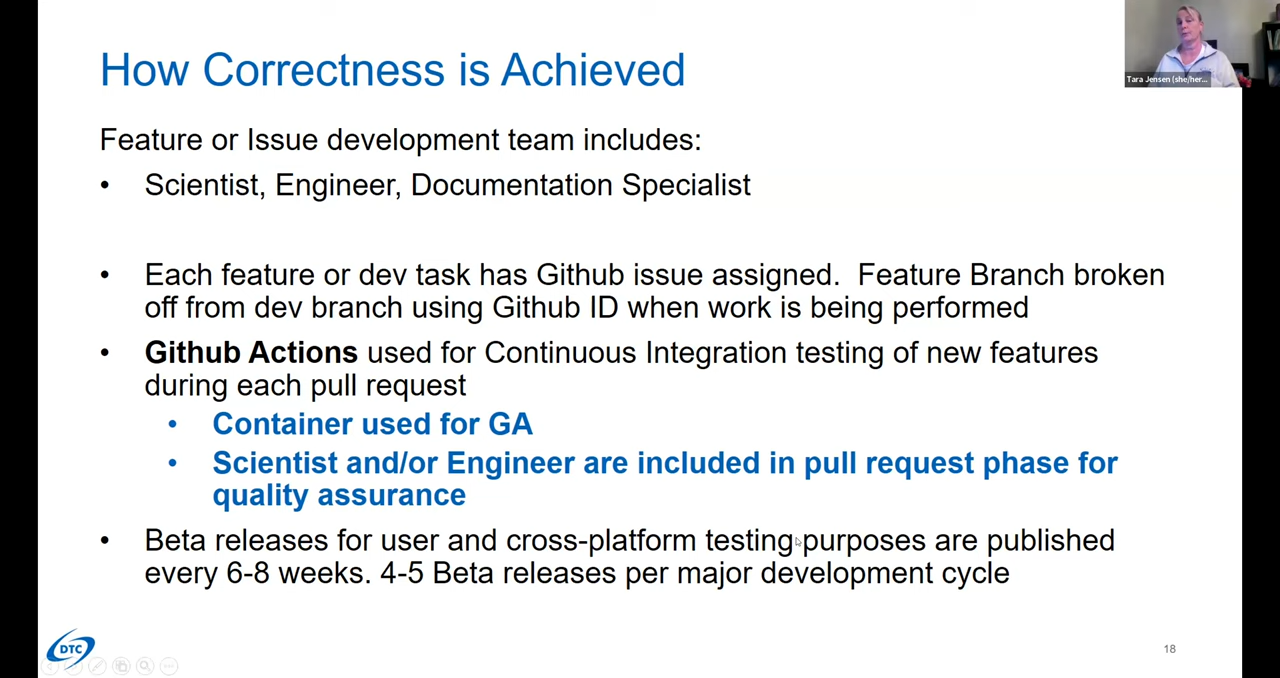 How Correctness is Achieved
Tara Jensen (she/her...
Feature or Issue development team includes:
• Scientist, Engineer, Documentation Specialist
• Each feature or dev task has Github issue assigned.  Feature Branch broken
off from dev branch using Github ID when work is being performed
• Github Actions used for Continuous Integration testing of new features
during each pull request
• Container used for GA
• Scientist and/or Engineer are included in pull request phase for
quality assurance
• Beta releases for user and cross-platform testing purposes are published
every 6-8 weeks. 4-5 Beta releases per major development cycle
DTC
18